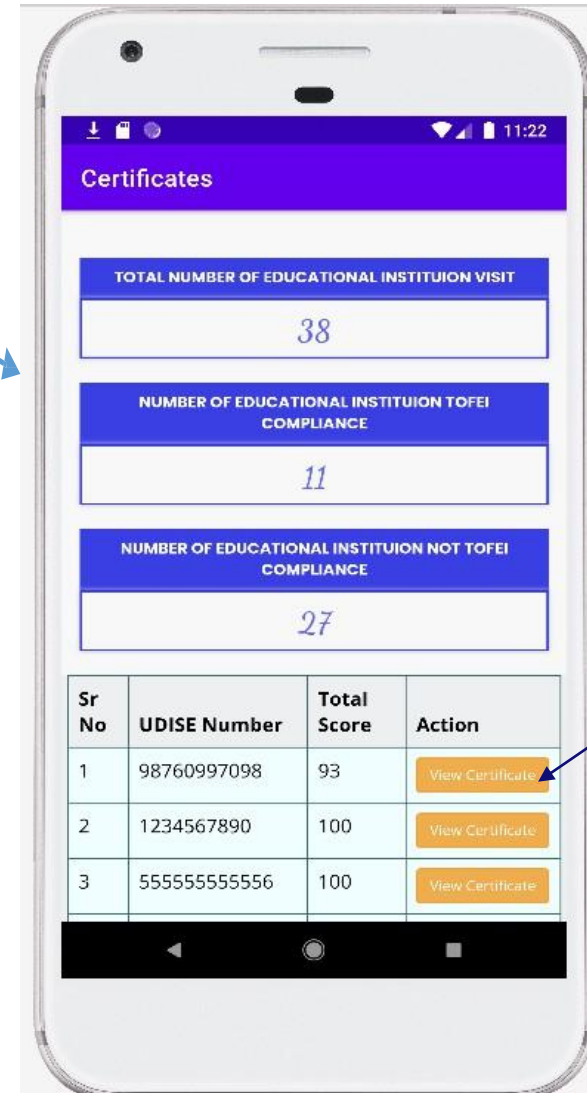 11:22
Certificates
TOTAL NUMBER OF EDUCATIONAL INSTITUION VISIT
38
NUMBER OF EDUCATIONAL INSTITUION TOFEI
COMPLIANCE
11
NUMBER OF EDUCATIONAL INSTITUION NOT TOFEI
COMPLIANCE
27
Sr No UDISE Number Total Score Action
1 98760997098 93 View Certificate
2 1234567890 100 View Certificate
3 555555555556 100 View Certificate